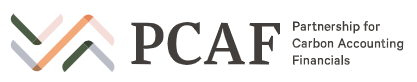 PCAF
Partnership for
Carbon Accounting
Financials